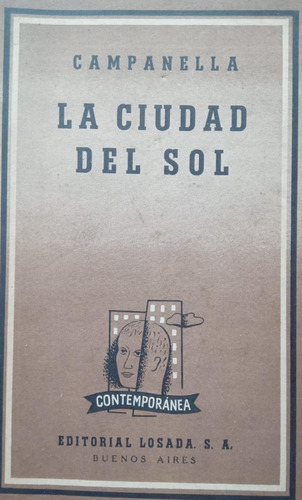 CAMPANELLA
LA CIUDAD
DEL SOL
CONTEMPORÁNEA
EDITORIAL LOSADA. S. A.
BUENOS AIRES